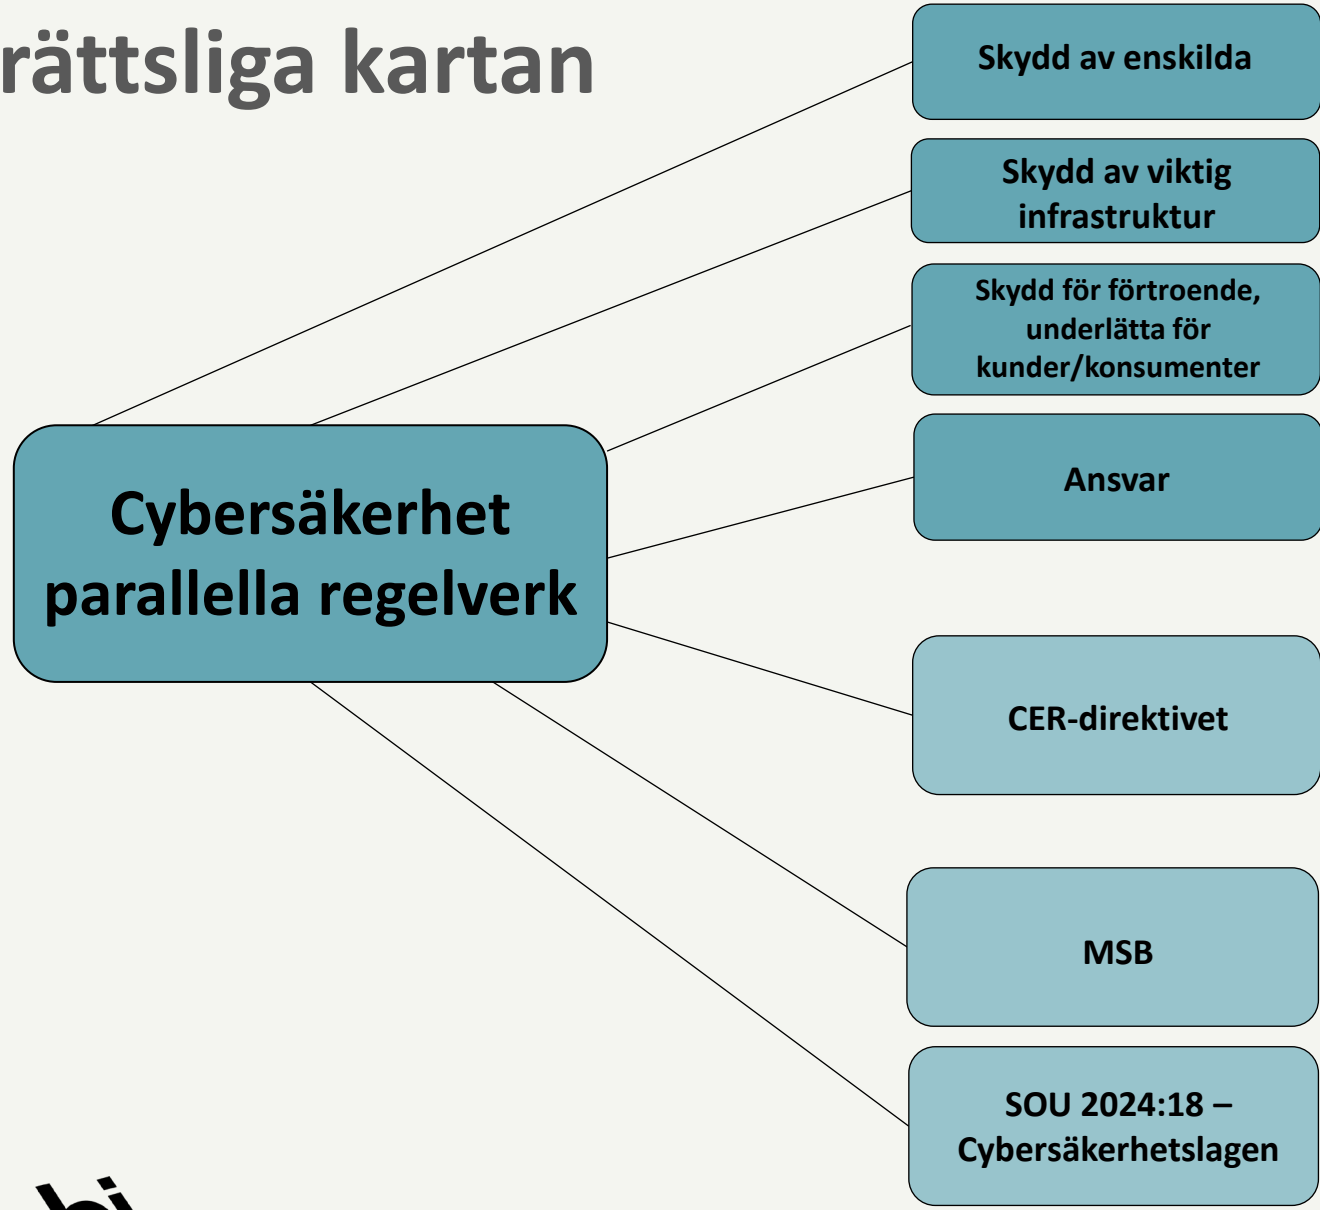 rättsliga kartan
Skydd av enskilda
Skydd av viktig
infrastruktur
Skydd för förtroende,
underlätta för
kunder/konsumenter
Cybersäkerhet
parallella regelverk
Ansvar
CER-direktivet
MSB
SOU 2024:18 –
Cybersäkerhetslagen